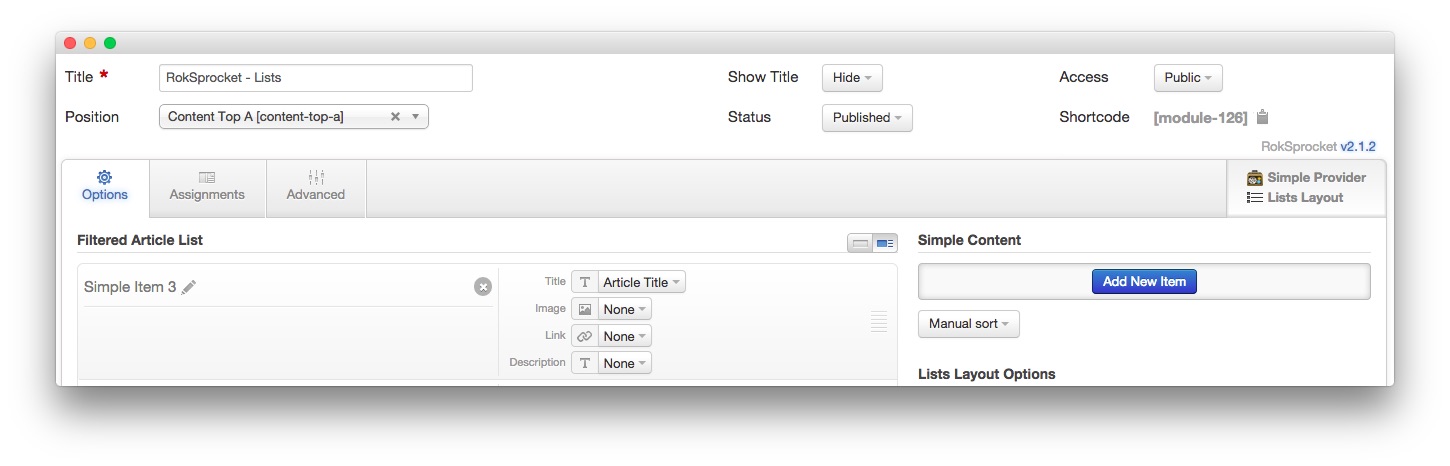 Title * RokSprocket - Lists Show Title Hide Access Public
Position Content Top A [content-top-a] Status Published Shortcode [module-126]
RokSprocket v2.1.2
Options Assignments Advanced Simple Provider
Lists Layout
Filtered Article List Simple Content
Simple Item 3 Title T Article Title Add New Item
Image None
Manual sort
Link None
Description T None
Lists Layout Options